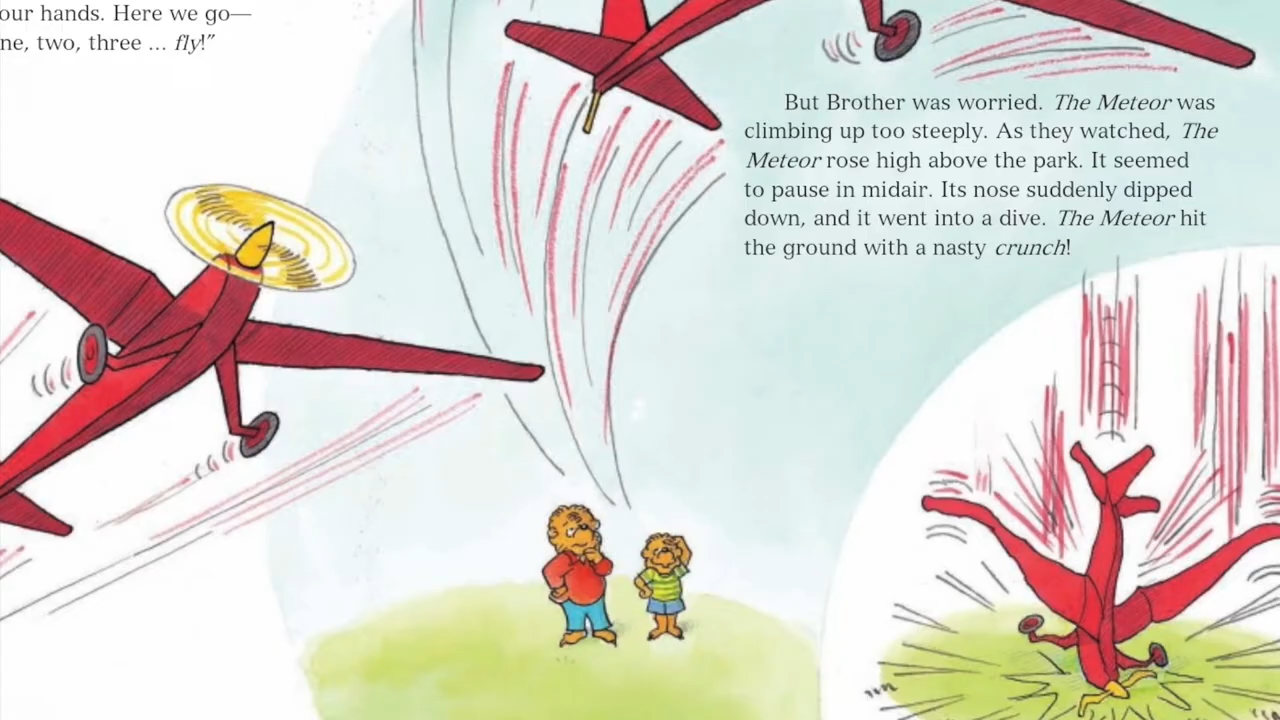 our hands. Here we go—
ne, two, three ... fly!”
But Brother was worried. The Meteor was
climbing up too steeply. As they watched, The
Meteor rose high above the park. It seemed
to pause in midair. Its nose suddenly dipped
down, and it went into a dive. The Meteor hit
the ground with a nasty crunch!